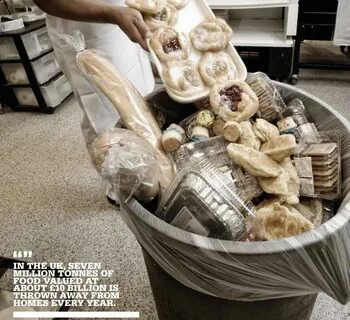 ""
IN THE UK, SEVEN
MILLION TONNES OF
FOOD VALUED AT
ABOUT £10 BILLION IS
THROWN AWAY FROM
HOMES EVERY YEAR.